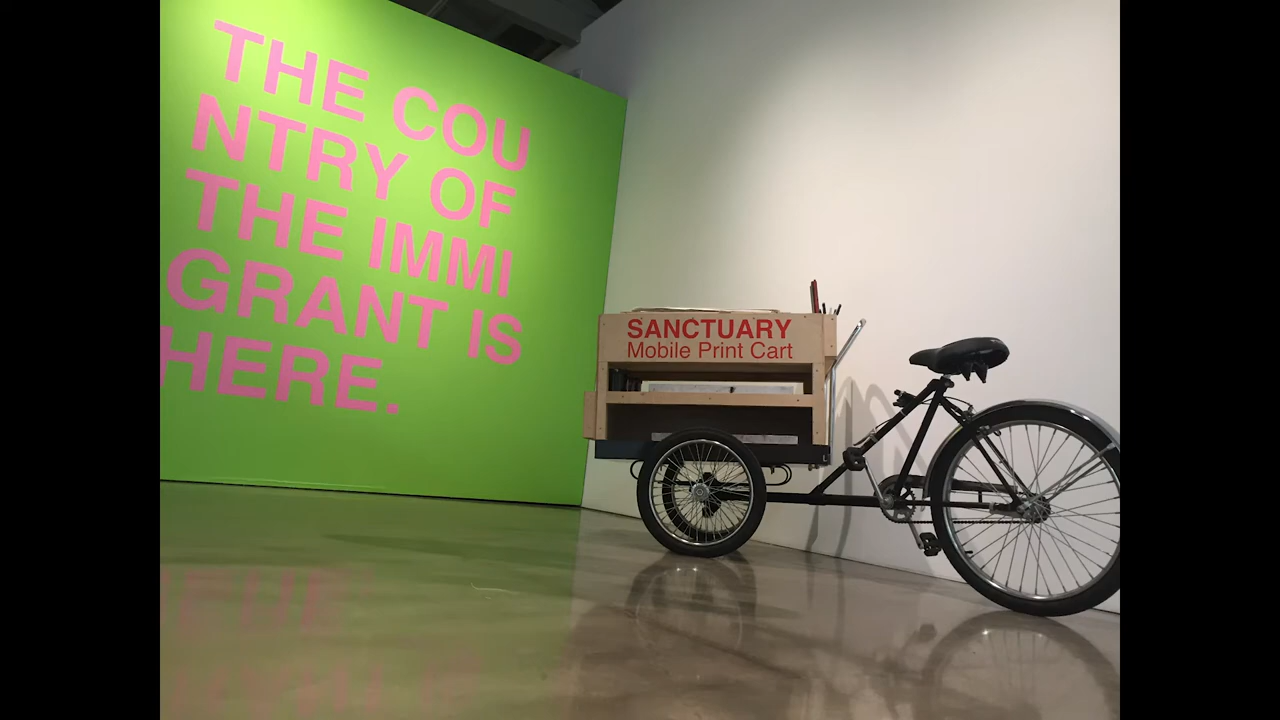 THE COU
NTRY OF
THE IMMI
GRANT IS
HERE.
SANCTUARY
Mobile Print Cart